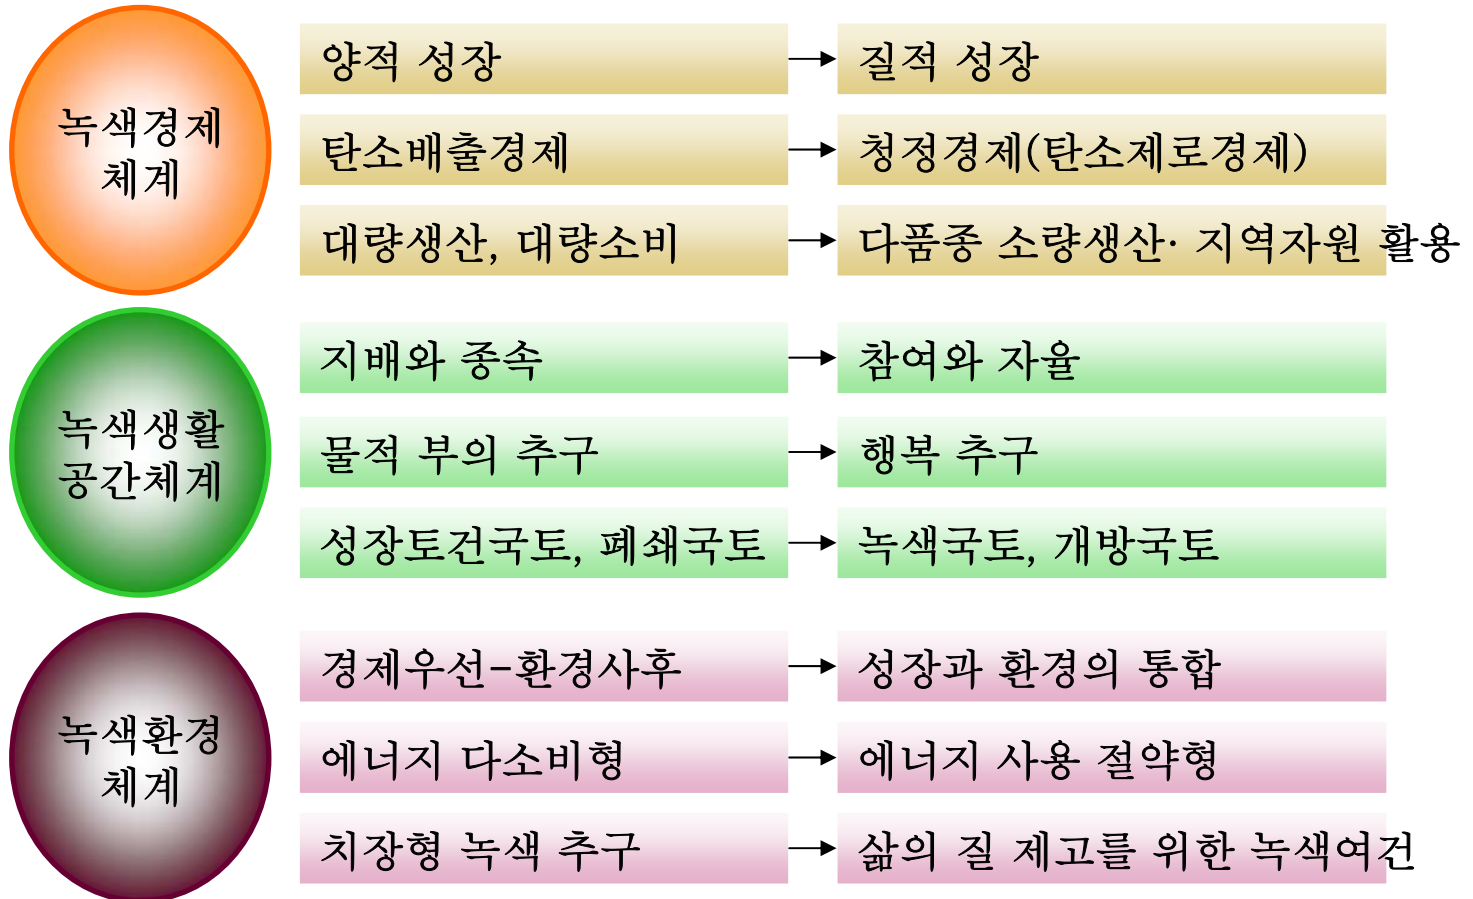 녹색경제
체계
양적 성장
질적 성장
탄소배출경제
청정경제(탄소제로경제)
대량생산, 대량소비
다품종 소량생산· 지역자원 활용
녹색생활
공간체계
지배와 종속
참여와 자율
물적 부의 추구
행복 추구
성장토건국토, 폐쇄국토
녹색국토, 개방국토
녹색환경
체계
경제우선-환경사후
성장과 환경의 통합
에너지 다소비형
에너지 사용 절약형
치장형 녹색 추구
삶의 질 제고를 위한 녹색여건